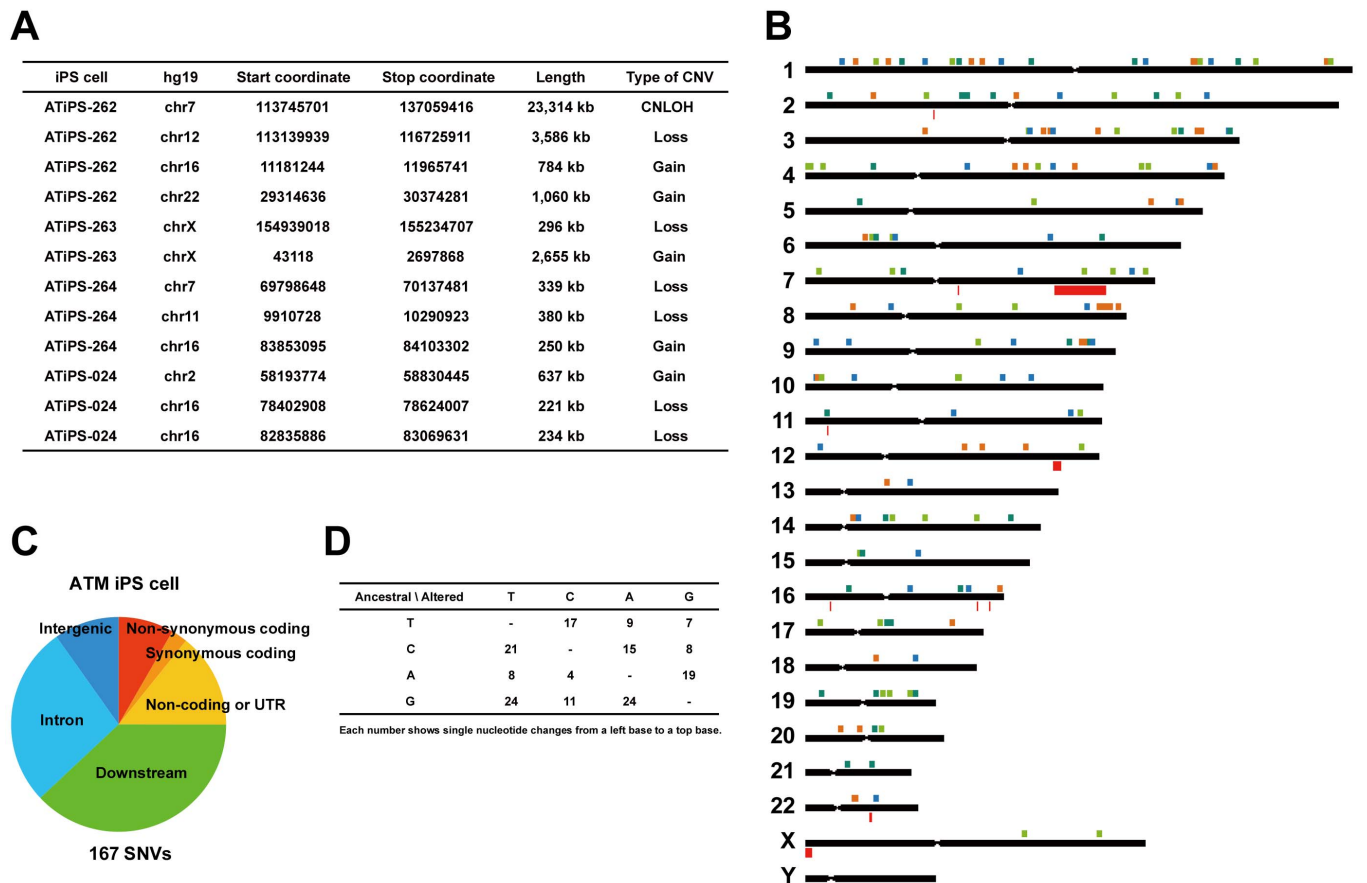 A
iPS cell hg19 Start coordinate Stop coordinate Length Type of CNV
ATiPS-262 chr7 113745701 137059416 23,314 kb CNLOH
ATiPS-262 chr12 113139939 116725911 3,586 kb Loss
ATiPS-262 chr16 11181244 11965741 784 kb Gain
ATiPS-262 chr22 29314636 30374281 1,060 kb Gain
ATiPS-263 chrX 154939018 155234707 296 kb Loss
ATiPS-263 chrX 43118 2697868 2,655 kb Gain
ATiPS-264 chr7 69798648 70137481 339 kb Loss
ATiPS-264 chr11 9910728 10290923 380 kb Loss
ATiPS-264 chr16 83853095 84103302 250 kb Gain
ATiPS-024 chr2 58193774 58830445 637 kb Gain
ATiPS-024 chr16 78402908 78624007 221 kb Loss
ATiPS-024 chr16 82835886 83069631 234 kb Loss
B
1
2
3
4
5
6
7
8
9
10
11
12
13
14
15
16
17
18
19
20
21
22
X
Y
C
ATM iPS cell
Intergenic Non-synonymous coding
Synonymous coding
Non-coding or UTR
Intron
Downstream
167 SNVs
D
Ancestral \ Altered T C A G
T - 17 9 7
C 21 - 15 8
A 8 4 - 19
G 24 11 24 -
Each number shows single nucleotide changes from a left base to a top base.